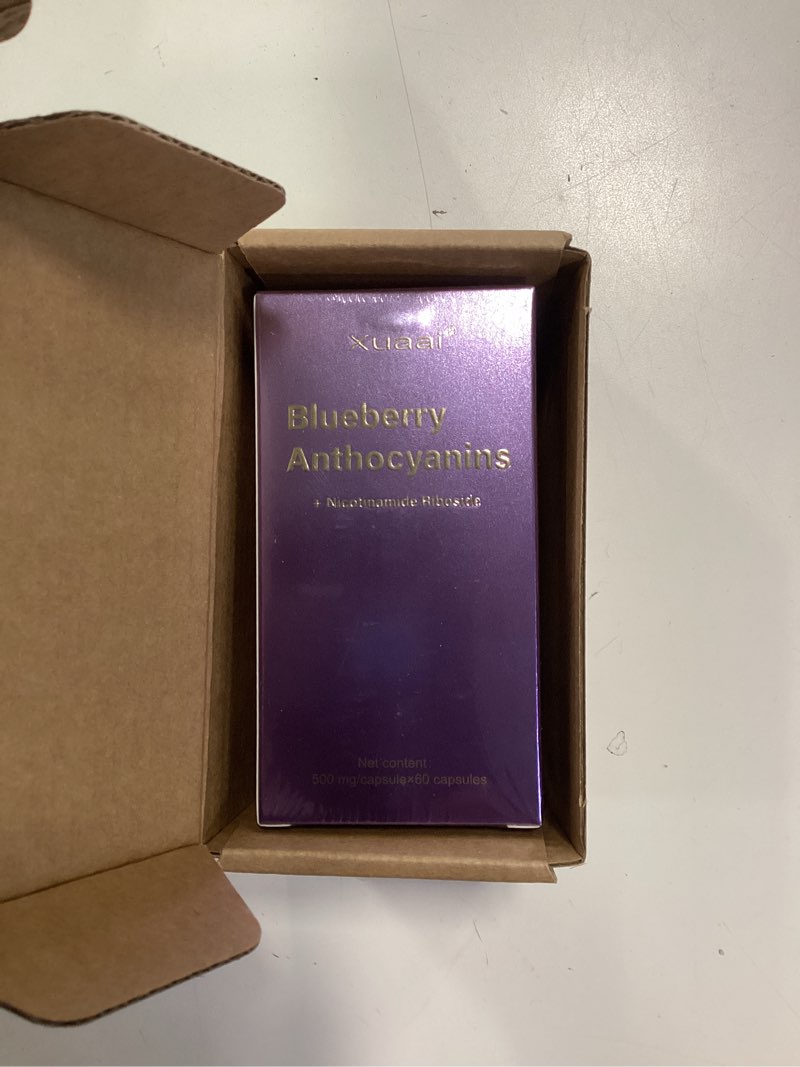 xuaai
Blueberry
Anthocyanins
+ Nicotinamide Riboside
Net content
500 mg/capsule×60 capsules